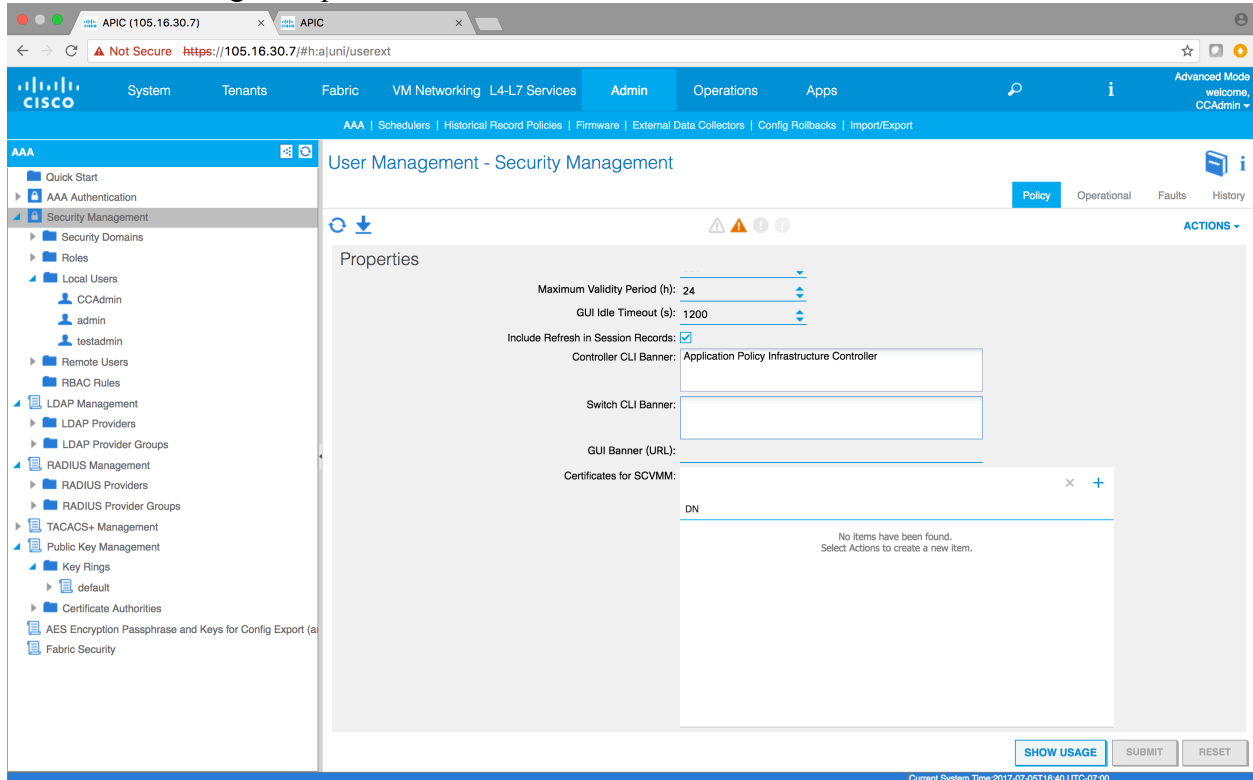 APIC (105.16.30.7) × APIC ×
Not Secure https://105.16.30.7/#h:a|uni/userext
CISCO System Tenants Fabric VM Networking L4-L7 Services Admin Operations Apps i Advanced Mode
welcome,
CCAdmin
AAA | Schedulers | Historical Record Policies | Firmware | External Data Collectors | Config Rollbacks | Import/Export
AAA
Quick Start
AAA Authentication
Security Management
Security Domains
Roles
Local Users
CCAdmin
admin
testadmin
Remote Users
RBAC Rules
LDAP Management
LDAP Providers
LDAP Provider Groups
RADIUS Management
RADIUS Providers
RADIUS Provider Groups
TACACS+ Management
Public Key Management
Key Rings
default
Certificate Authorities
AES Encryption Passphrase and Keys for Config Export (a
Fabric Security
User Management - Security Management i
Policy Operational Faults History
ACTIONS
Properties
Maximum Validity Period (h): 24
GUI Idle Timeout (s): 1200
Include Refresh in Session Records:
Controller CLI Banner: Application Policy Infrastructure Controller
Switch CLI Banner:
GUI Banner (URL):
Certificates for SCVMM: × +
DN
No items have been found.
Select Actions to create a new item.
SHOW USAGE SUBMIT RESET
Current System Time:2017-07-05T16:40 UTC-07:00